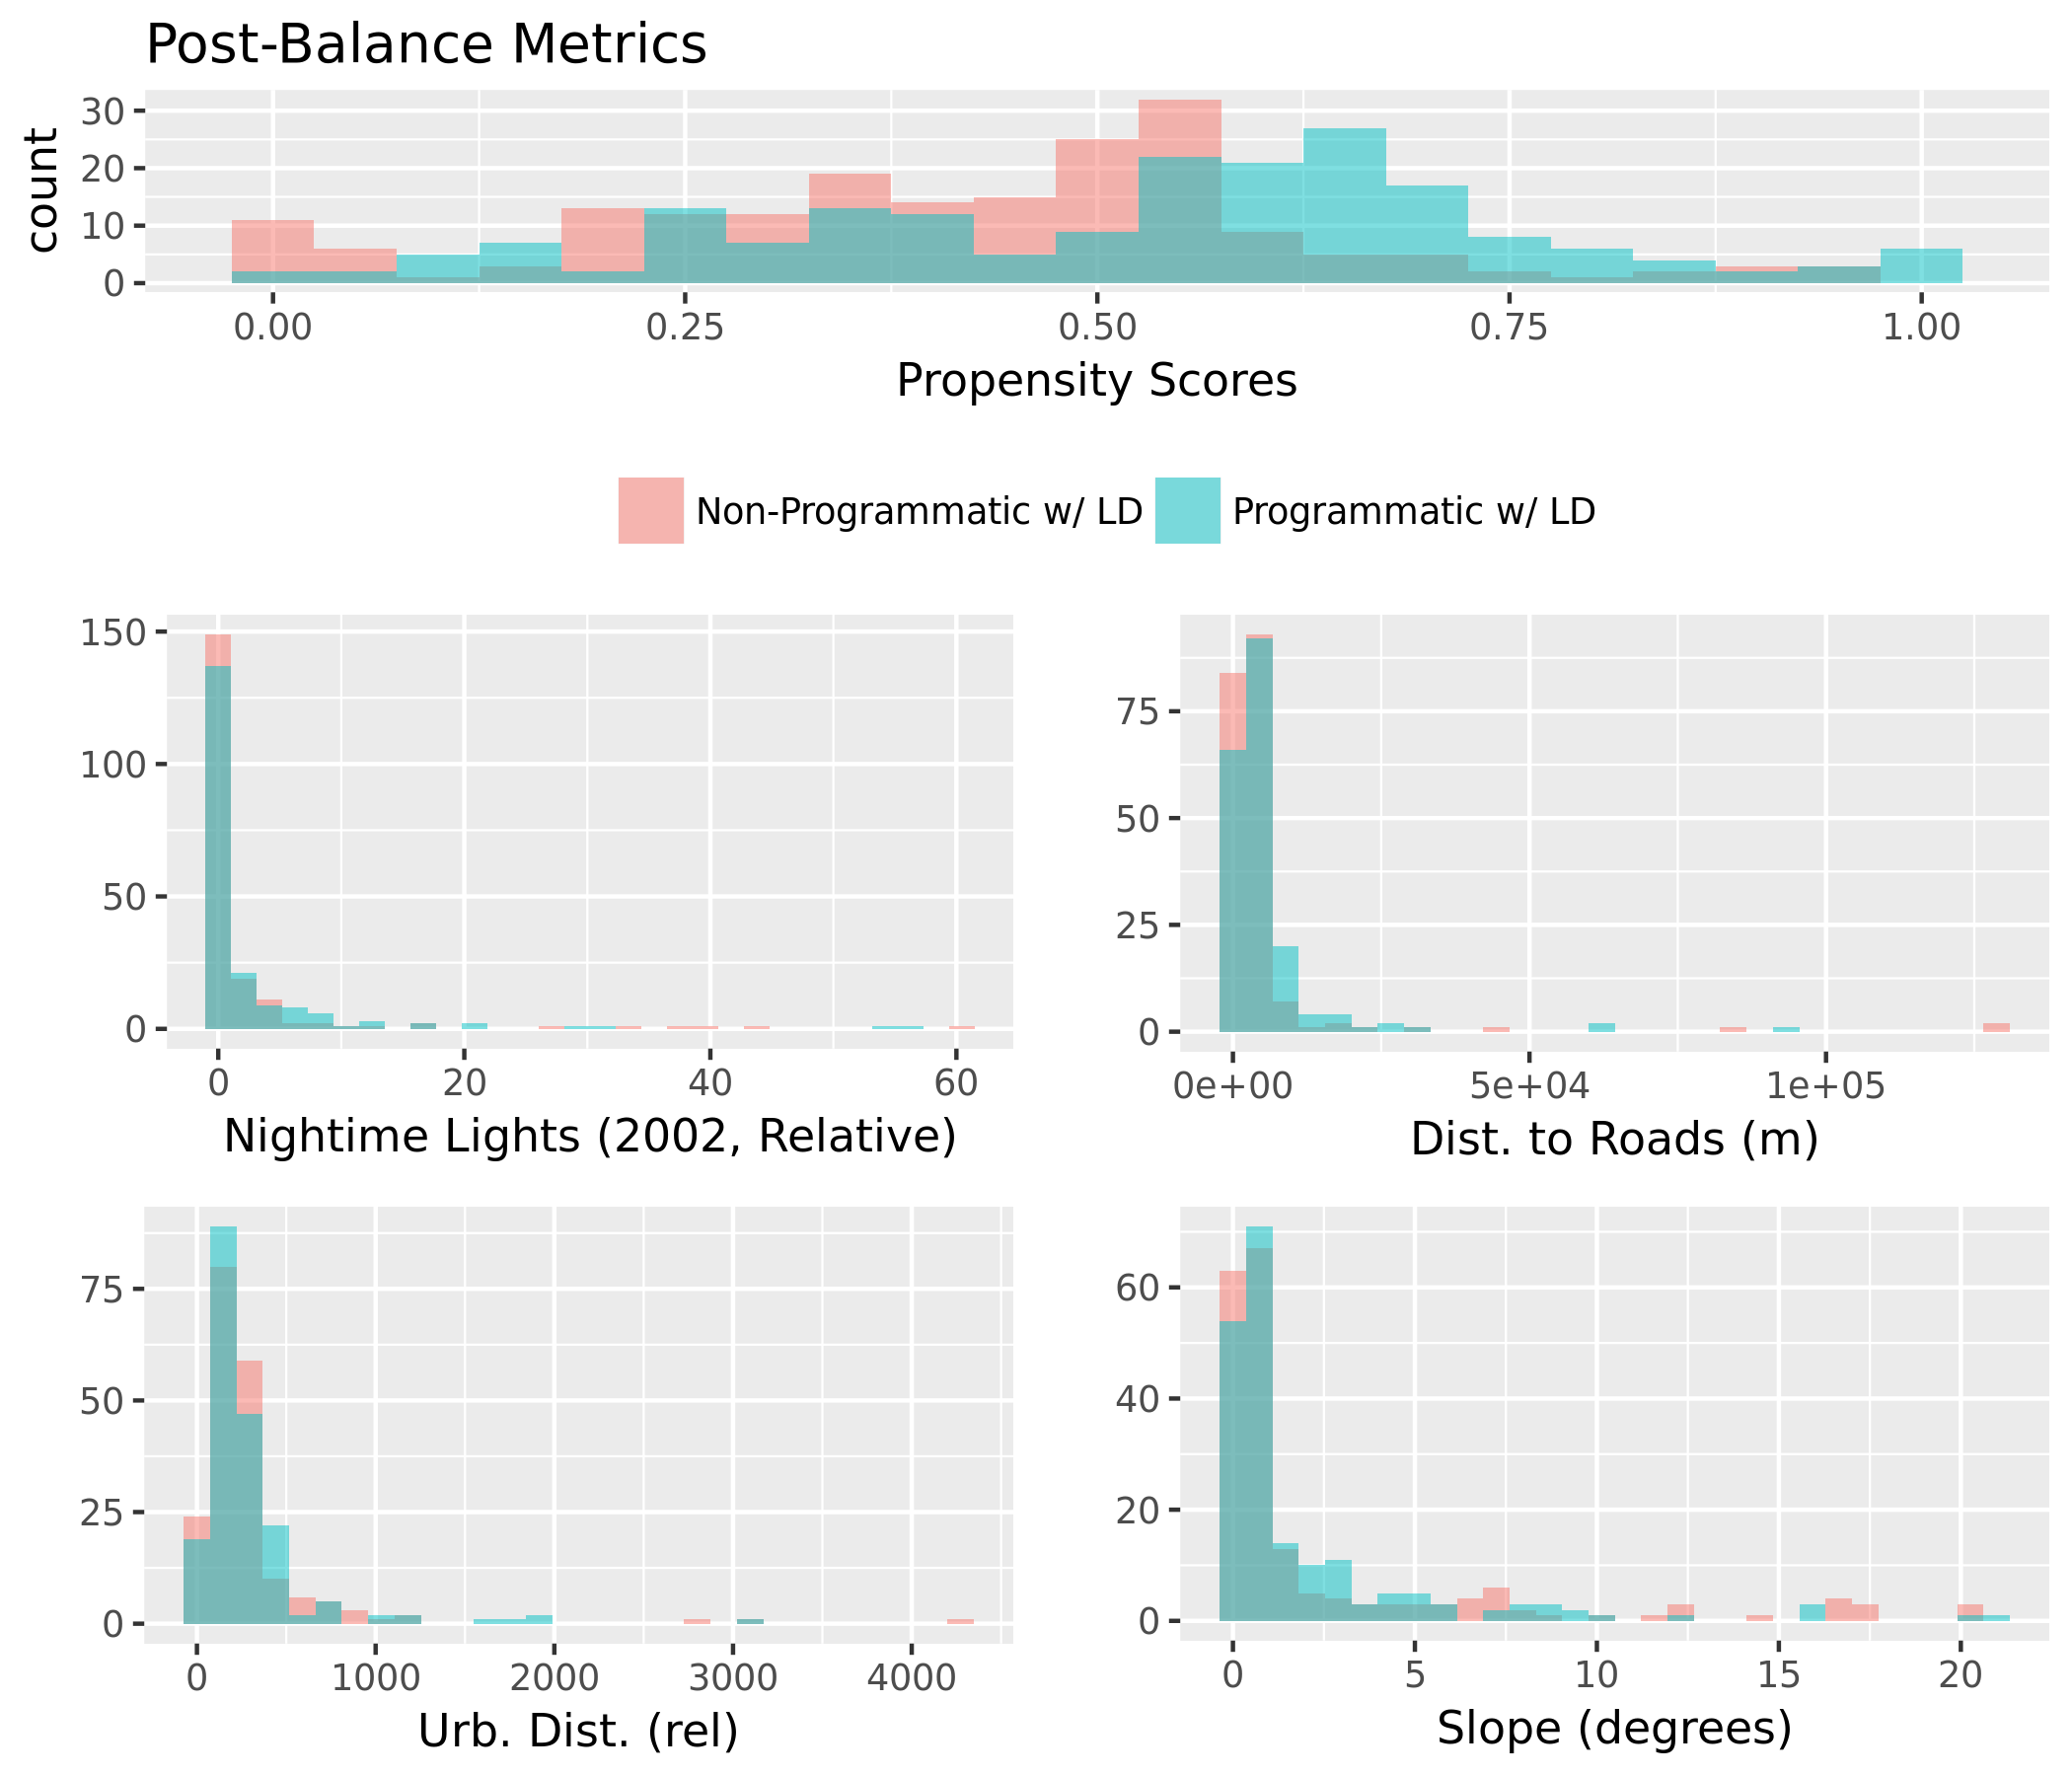 Post-Balance Metrics
count
30
20
10
0
0.00 0.25 0.50 0.75 1.00
Propensity Scores
Non-Programmatic w/ LD Programmatic w/ LD
150
100
50
0
0 20 40 60
Nightime Lights (2002, Relative)
75
50
25
0
0e+00 5e+04 1e+05
Dist. to Roads (m)
75
50
25
0
0 1000 2000 3000 4000
Urb. Dist. (rel)
60
40
20
0
0 5 10 15 20
Slope (degrees)